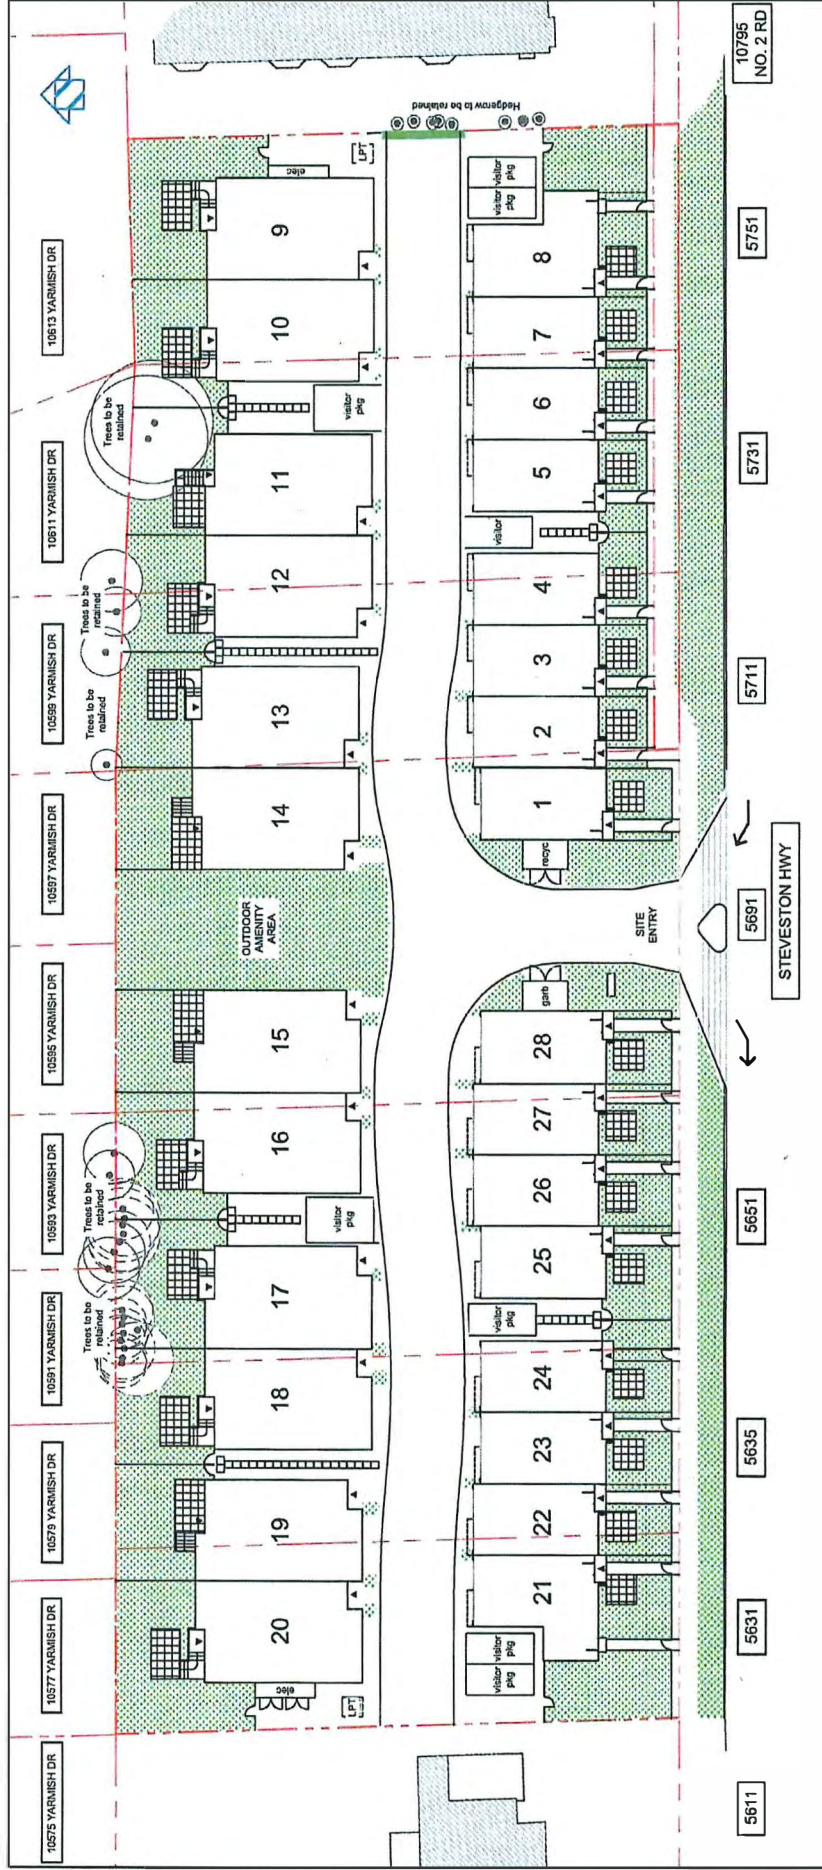 10575 YARMISH DR
10577 YARMISH DR
10579 YARMISH DR
10591 YARMISH DR
10593 YARMISH DR
10595 YARMISH DR
10597 YARMISH DR
10599 YARMISH DR
10611 YARMISH DR
10613 YARMISH DR
Trees to be
retained
Trees to be
retained
Trees to be
retained
Trees to be
retained
Trees to be
retained
20
19
18
17
16
15
OUTDOOR
AMENITY
AREA
14
13
12
11
10
9
elec
elec
visitor
pkg
visitor
pkg
LPT
LPT
Hedgerow to be retained
visitor
pkg
visitor
pkg
visitor
pkg
visitor
visitor
pkg
visitor
pkg
21
22
23
24
25
26
27
28
garb
recyc
1
2
3
4
5
6
7
8
SITE
ENTRY
5611
5631
5635
5651
5691
5711
5731
5751
10795
NO. 2 RD
STEVESTON HWY